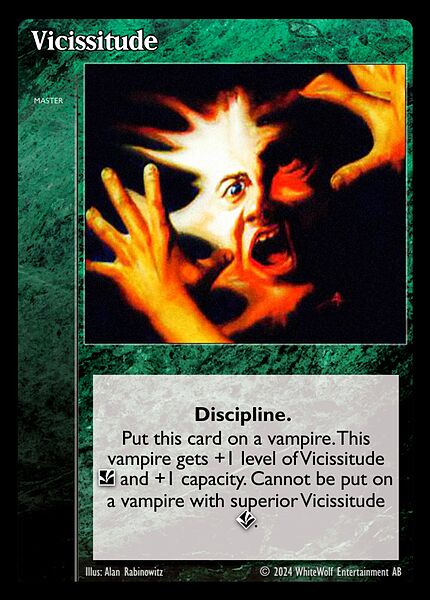 Vicissitude
MASTER
Discipline.
Put this card on a vampire. This
vampire gets +1 level of Vicissitude
and +1 capacity. Cannot be put on
a vampire with superior Vicissitude
.
Illus: Alan Rabinowitz
© 2024 WhiteWolf Entertainment AB